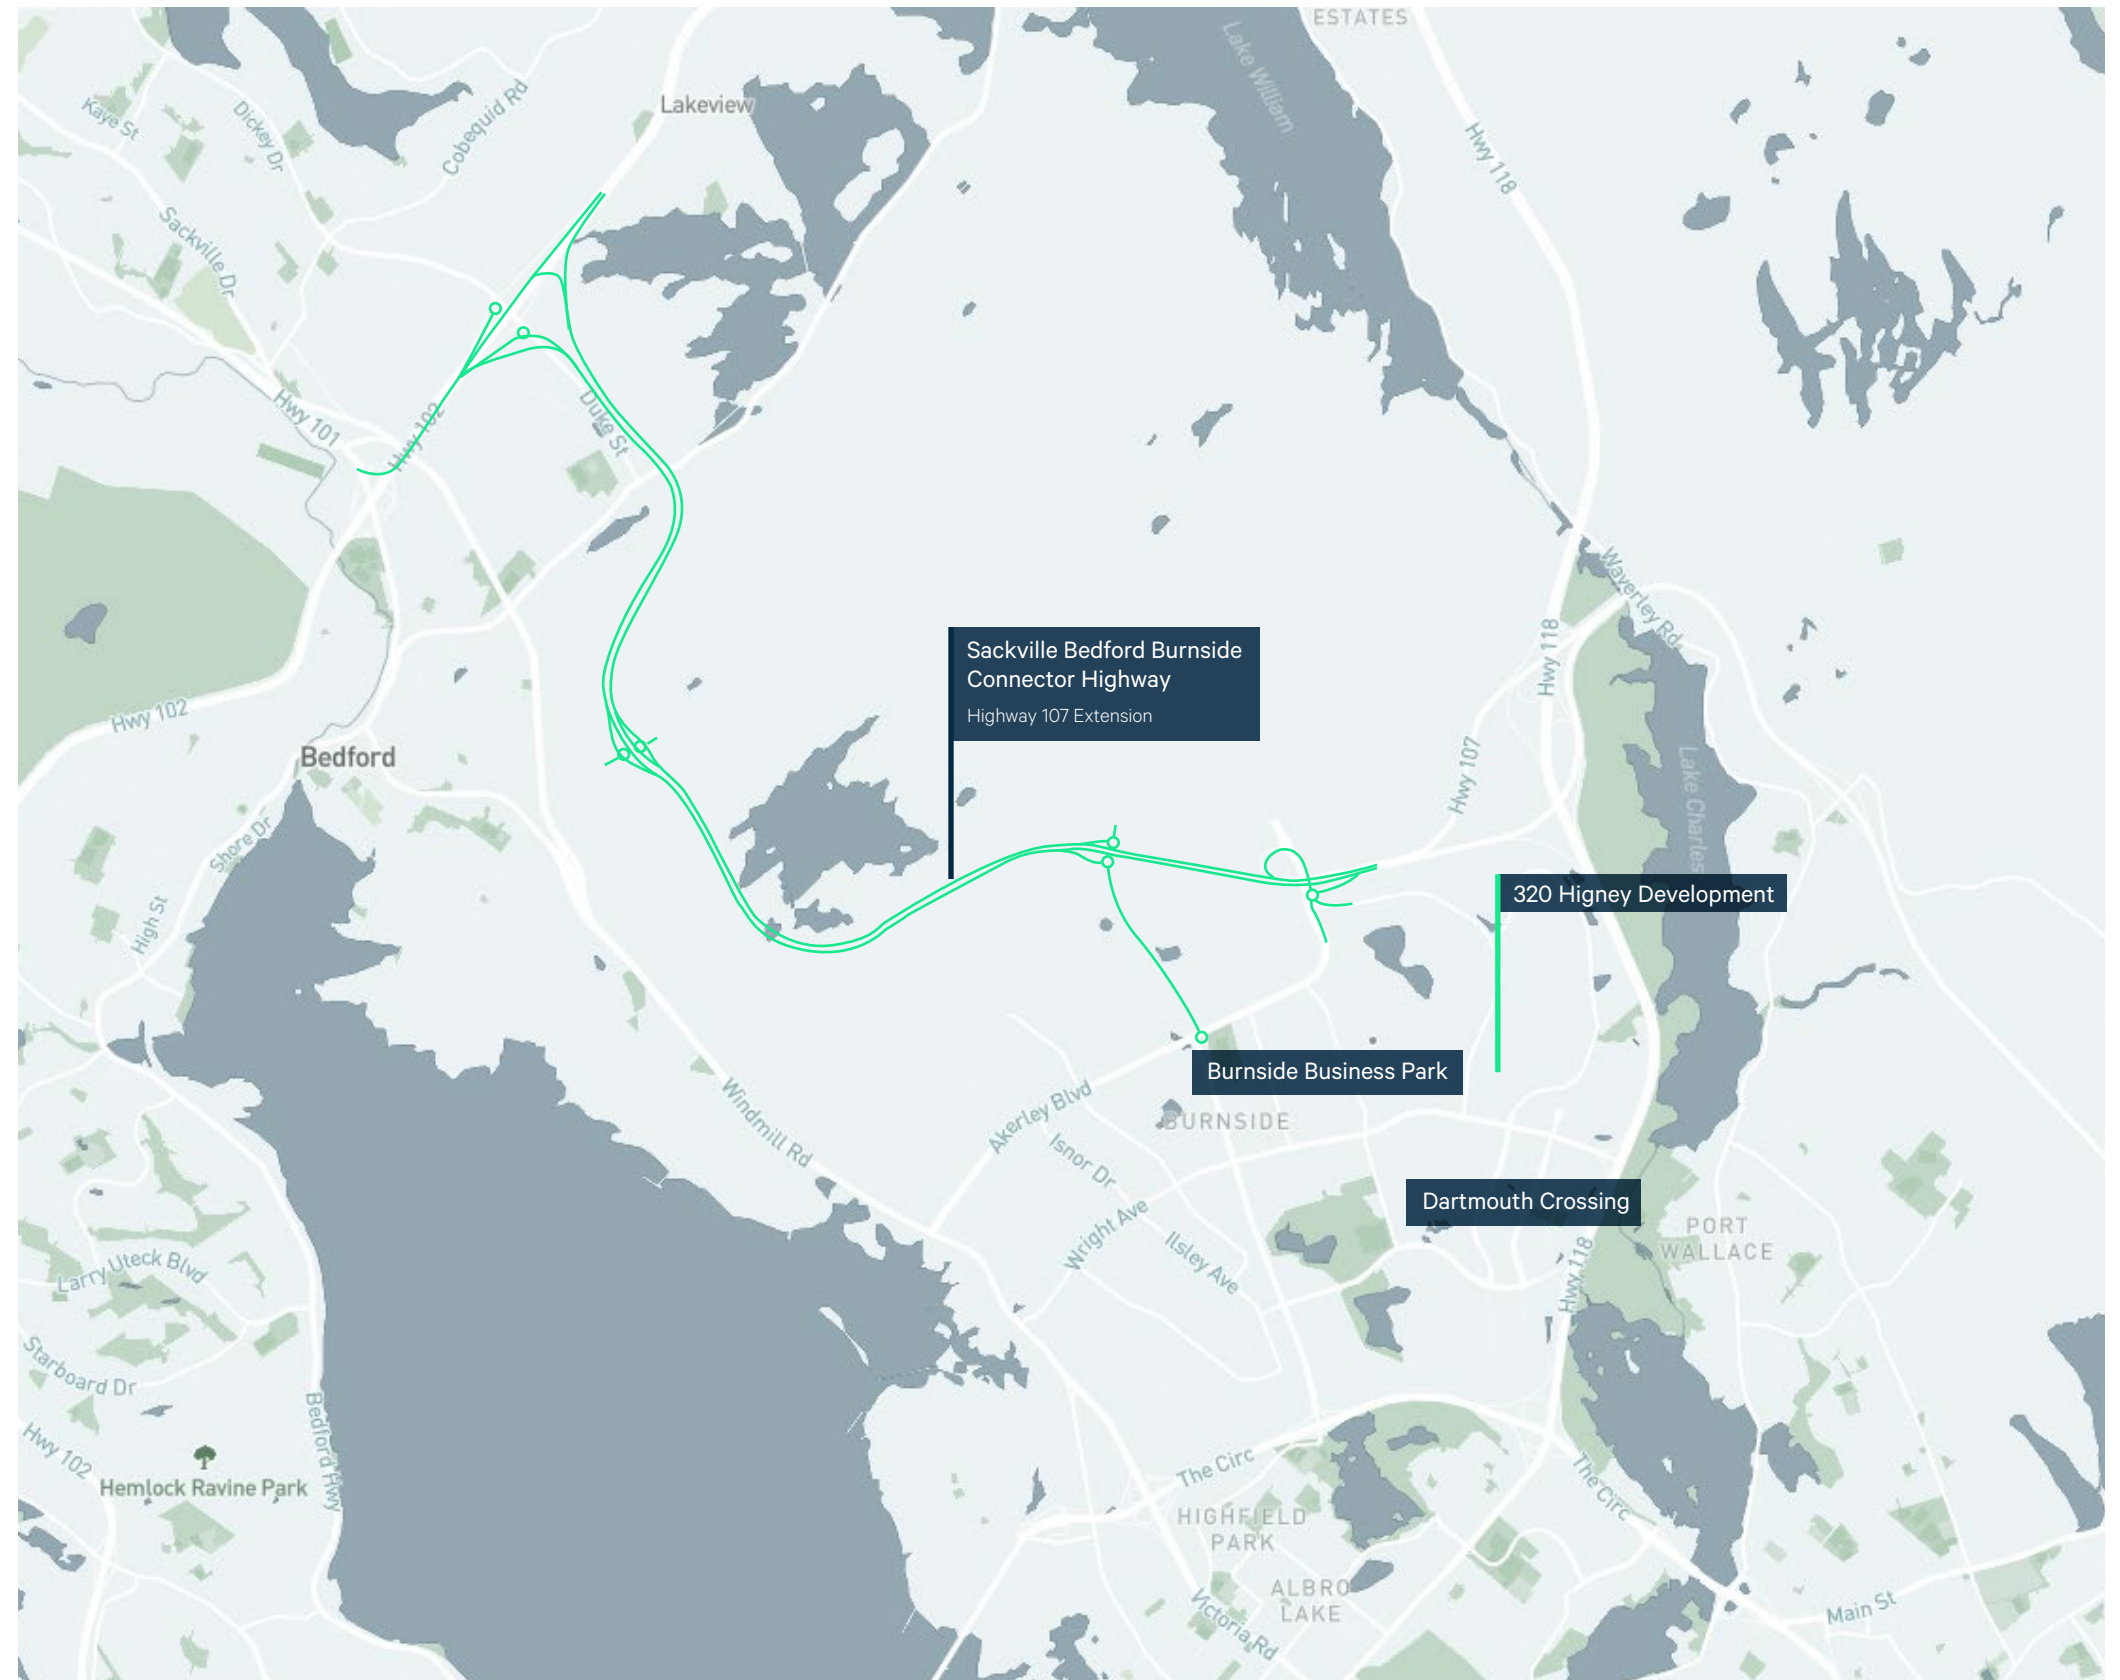 ESTATES
Lake William
Lakeview
Kaye St
Dickey Dr
Cobequid Rd
Hwy 118
Sackville Dr
Hwy 101
Hwy 102
Duke St
Waverley Rd
Hwy 118
Sackville Bedford Burnside
Connector Highway
Highway 107 Extension
Hwy 102
Bedford
Hwy 107
Lake Charles
Shore Dr
High St
320 Higney Development
Burnside Business Park
Windmill Rd
Akerley Blvd
BURNSIDE
Isnor Dr
Wright Ave
Ilsley Ave
Dartmouth Crossing
PORT
WALLACE
Hwy 118
Larry Uteck Blvd
Starboard Dr
Bedford Hwy
Hwy 102
Hemlock Ravine Park
The Circ
The Circ
HIGHFIELD
PARK
ALBRO
LAKE
Victoria Rd
Main St